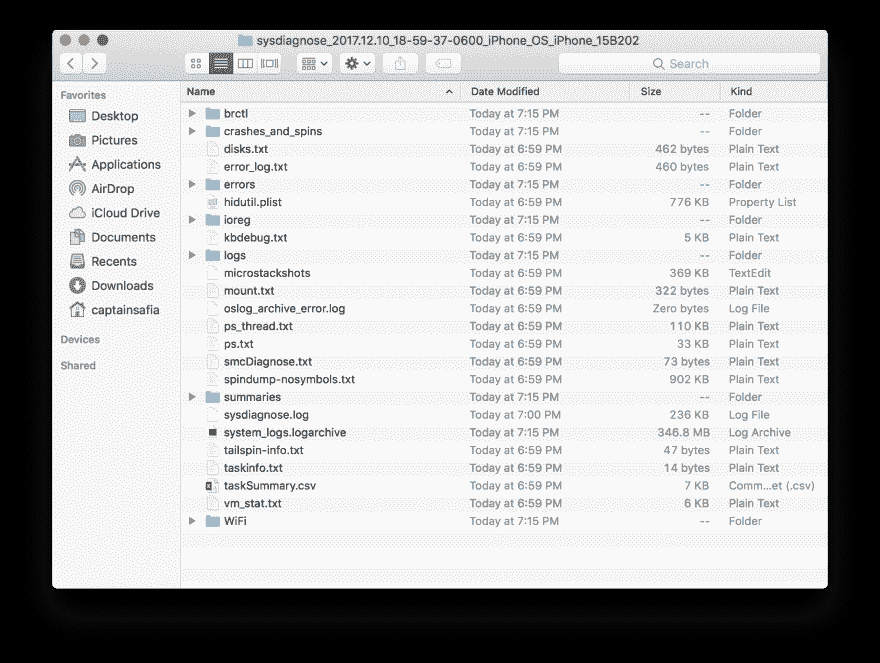 sysdiagnose_2017.12.10_18-59-37-0600_iPhone_OS_iPhone_15B202
Search
Favorites
Desktop
Pictures
Applications
AirDrop
iCloud Drive
Documents
Recents
Downloads
captainsafia
Devices
Shared
Name Date Modified Size Kind
brctl Today at 7:15 PM -- Folder
crashes_and_spins Today at 7:15 PM -- Folder
disks.txt Today at 6:59 PM 462 bytes Plain Text
error_log.txt Today at 6:59 PM 460 bytes Plain Text
errors Today at 7:15 PM -- Folder
hidutil.plist Today at 6:59 PM 776 KB Property List
ioreg Today at 7:15 PM -- Folder
kbdebug.txt Today at 6:59 PM 5 KB Plain Text
logs Today at 7:15 PM -- Folder
microstackshots Today at 6:59 PM 369 KB TextEdit
mount.txt Today at 6:59 PM 322 bytes Plain Text
oslog_archive_error.log Today at 6:59 PM Zero bytes Log File
ps_thread.txt Today at 6:59 PM 110 KB Plain Text
ps.txt Today at 6:59 PM 33 KB Plain Text
smcDiagnose.txt Today at 6:59 PM 73 bytes Plain Text
spindump-nosymbols.txt Today at 6:59 PM 902 KB Plain Text
summaries Today at 7:15 PM -- Folder
sysdiagnose.log Today at 7:00 PM 236 KB Log File
system_logs.logarchive Today at 7:15 PM 346.8 MB Log Archive
tailspin-info.txt Today at 6:59 PM 47 bytes Plain Text
taskinfo.txt Today at 6:59 PM 14 bytes Plain Text
taskSummary.csv Today at 6:59 PM 7 KB Comm...et (.csv)
vm_stat.txt Today at 6:59 PM 6 KB Plain Text
WiFi Today at 7:15 PM -- Folder